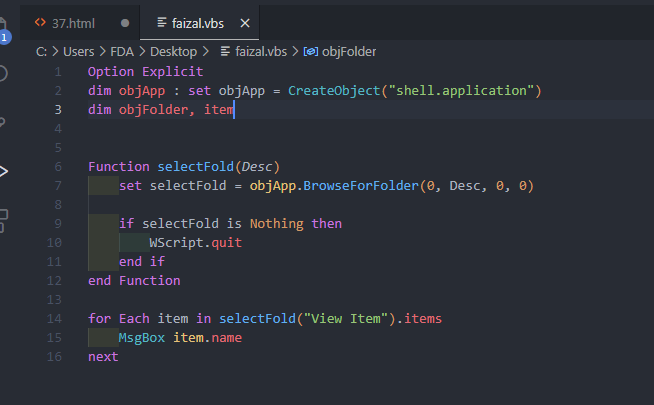 37.html
faizal.vbs
C: > Users > FDA > Desktop > faizal.vbs > objFolder
1
1 Option Explicit
2 dim objApp : set objApp = CreateObject("shell.application")
3 dim objFolder, item
4
5
6 Function selectFold(Desc)
7 set selectFold = objApp.BrowseForFolder(0, Desc, 0, 0)
8
9 if selectFold is Nothing then
10 WScript.quit
11 end if
12 end Function
13
14 for Each item in selectFold("View Item").items
15 MsgBox item.name
16 next